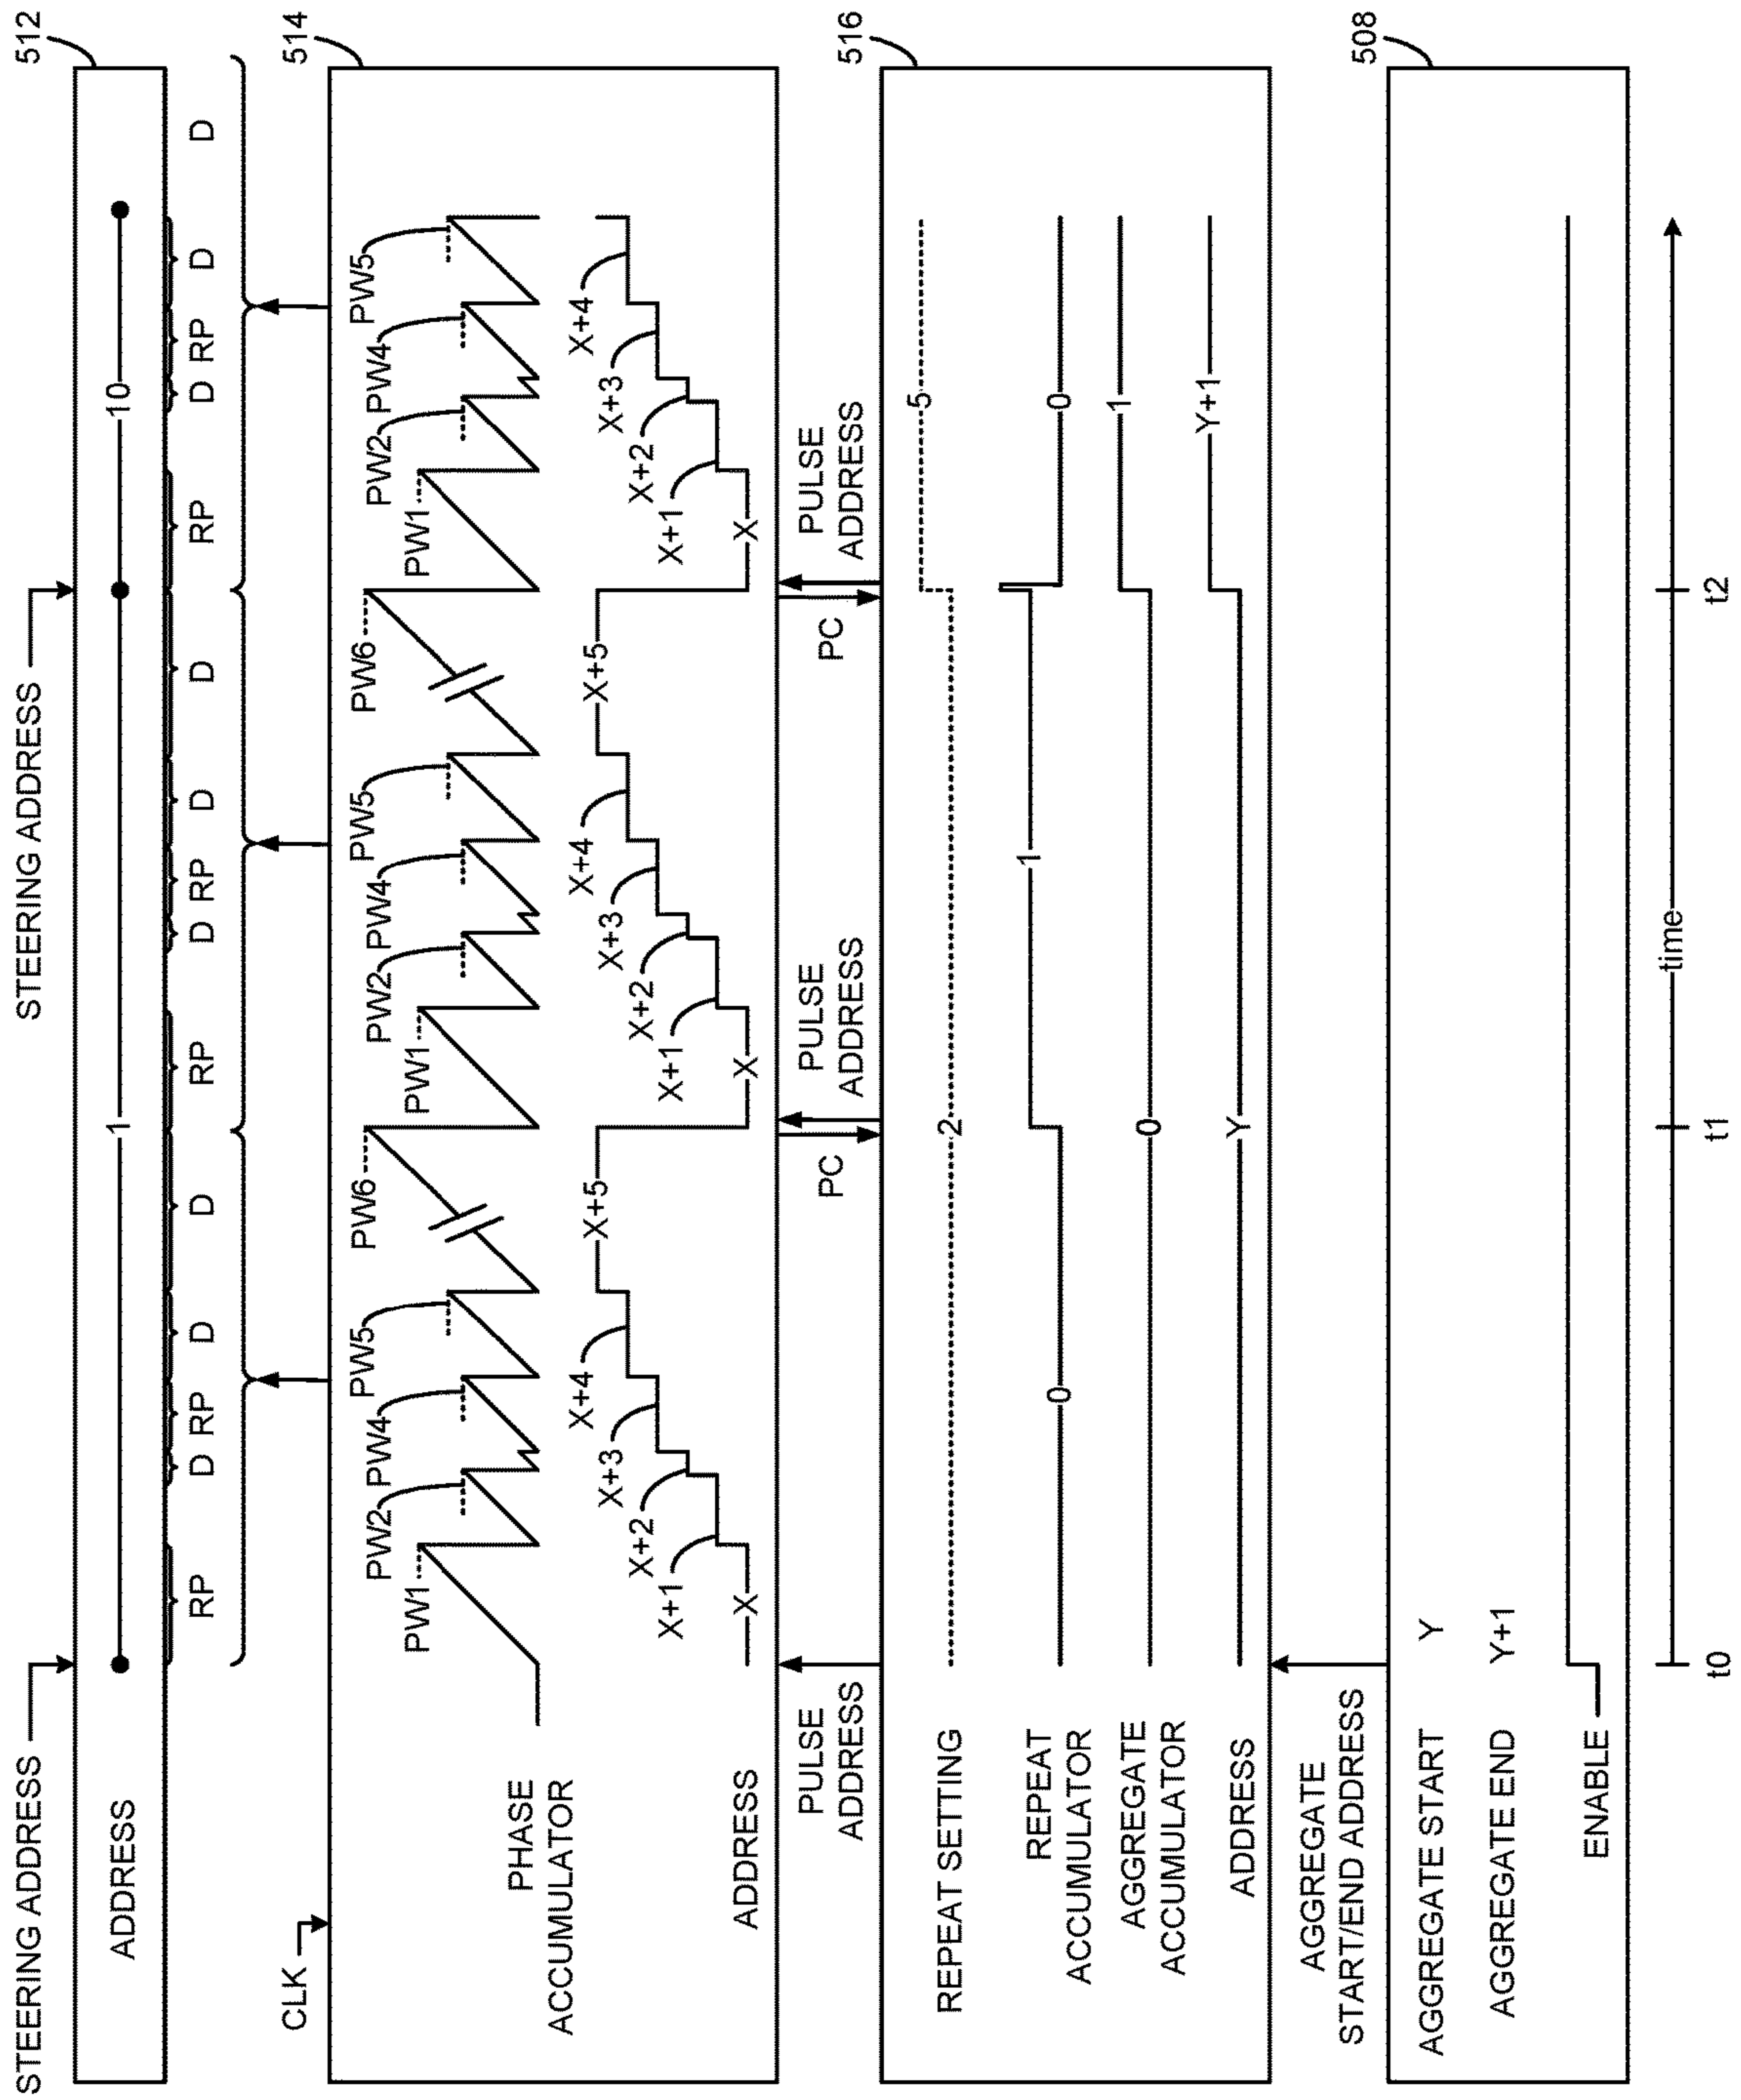 STEERING ADDRESS
STEERING ADDRESS
512
ADDRESS
1
10
RP D RP D D RP D RP D D RP D RP D D
CLK
514
PHASE
ACCUMULATOR
PW1 PW2 PW4 PW5 PW6 PW1 PW2 PW4 PW5 PW6 PW1 PW2 PW4 PW5
ADDRESS
X X+1 X+2 X+3 X+4 X+5 X X+1 X+2 X+3 X+4 X+5 X X+1 X+2 X+3 X+4
PULSE
ADDRESS
PC
PULSE
ADDRESS
PC
PULSE
ADDRESS
516
REPEAT SETTING
2
5
REPEAT
ACCUMULATOR
0
1
0
AGGREGATE
ACCUMULATOR
0
1
ADDRESS
Y
Y+1
AGGREGATE
START/END ADDRESS
508
AGGREGATE START
Y
AGGREGATE END
Y+1
ENABLE
time
t0
t1
t2